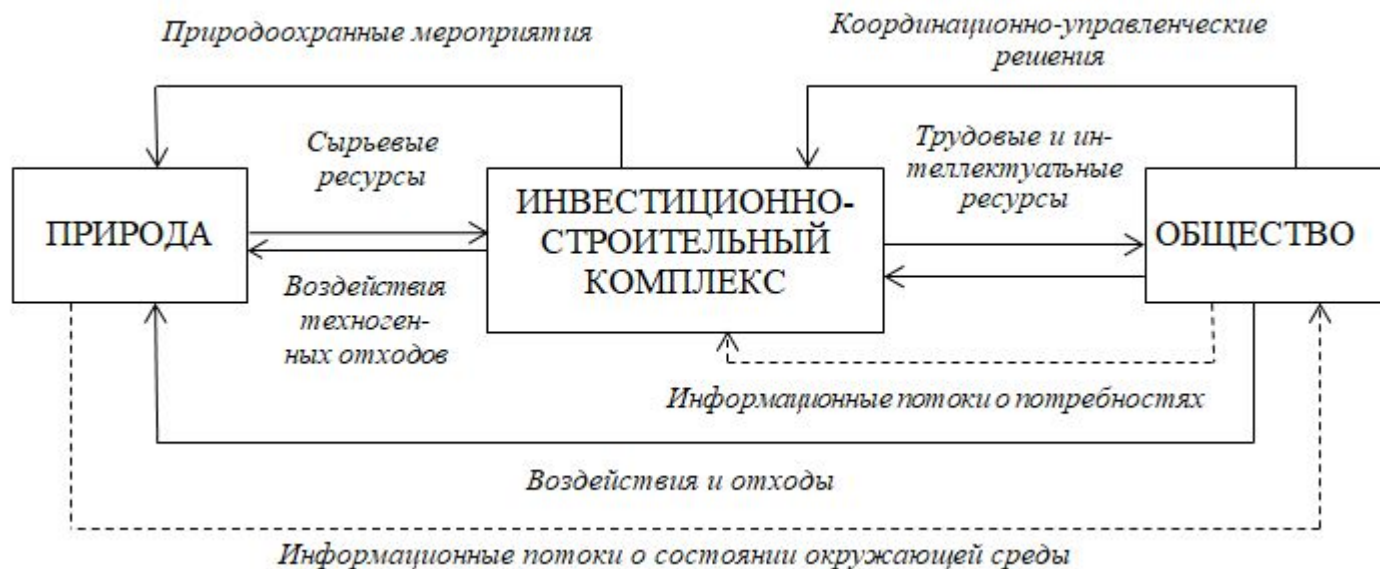 Природоохранные мероприятия
Координационно-управленческие
решения
Сырьевые
ресурсы
Трудовые и ин-
теллектуальные
ресурсы
ПРИРОДА
ИНВЕСТИЦИОННО-
СТРОИТЕЛЬНЫЙ
КОМПЛЕКС
ОБЩЕСТВО
Воздействия
техноген-
ных отходов
Информационные потоки о потребностях
Воздействия и отходы
Информационные потоки о состоянии окружающей среды